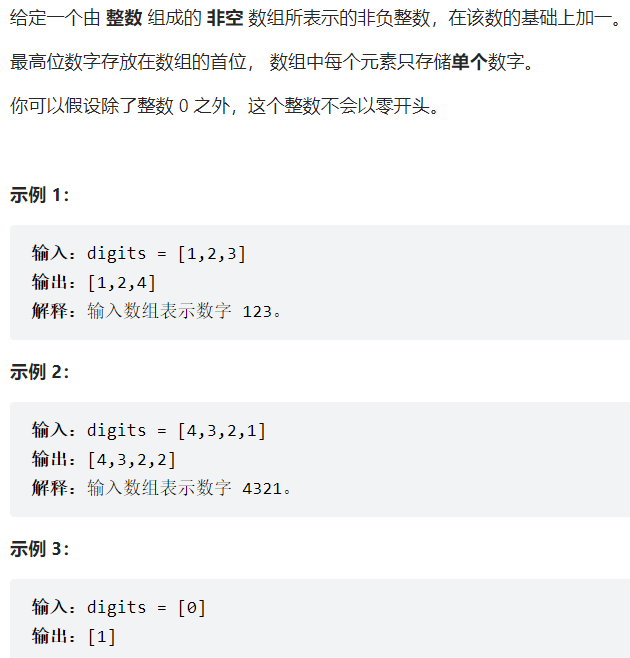 给定一个由 整数 组成的 非空 数组所表示的非负整数，在该数的基础上加一。
最高位数字存放在数组的首位， 数组中每个元素只存储单个数字。
你可以假设除了整数 0 之外，这个整数不会以零开头。
示例 1：
输入：digits = [1,2,3]
输出：[1,2,4]
解释：输入数组表示数字 123。
示例 2：
输入：digits = [4,3,2,1]
输出：[4,3,2,2]
解释：输入数组表示数字 4321。
示例 3：
输入：digits = [0]
输出：[1]